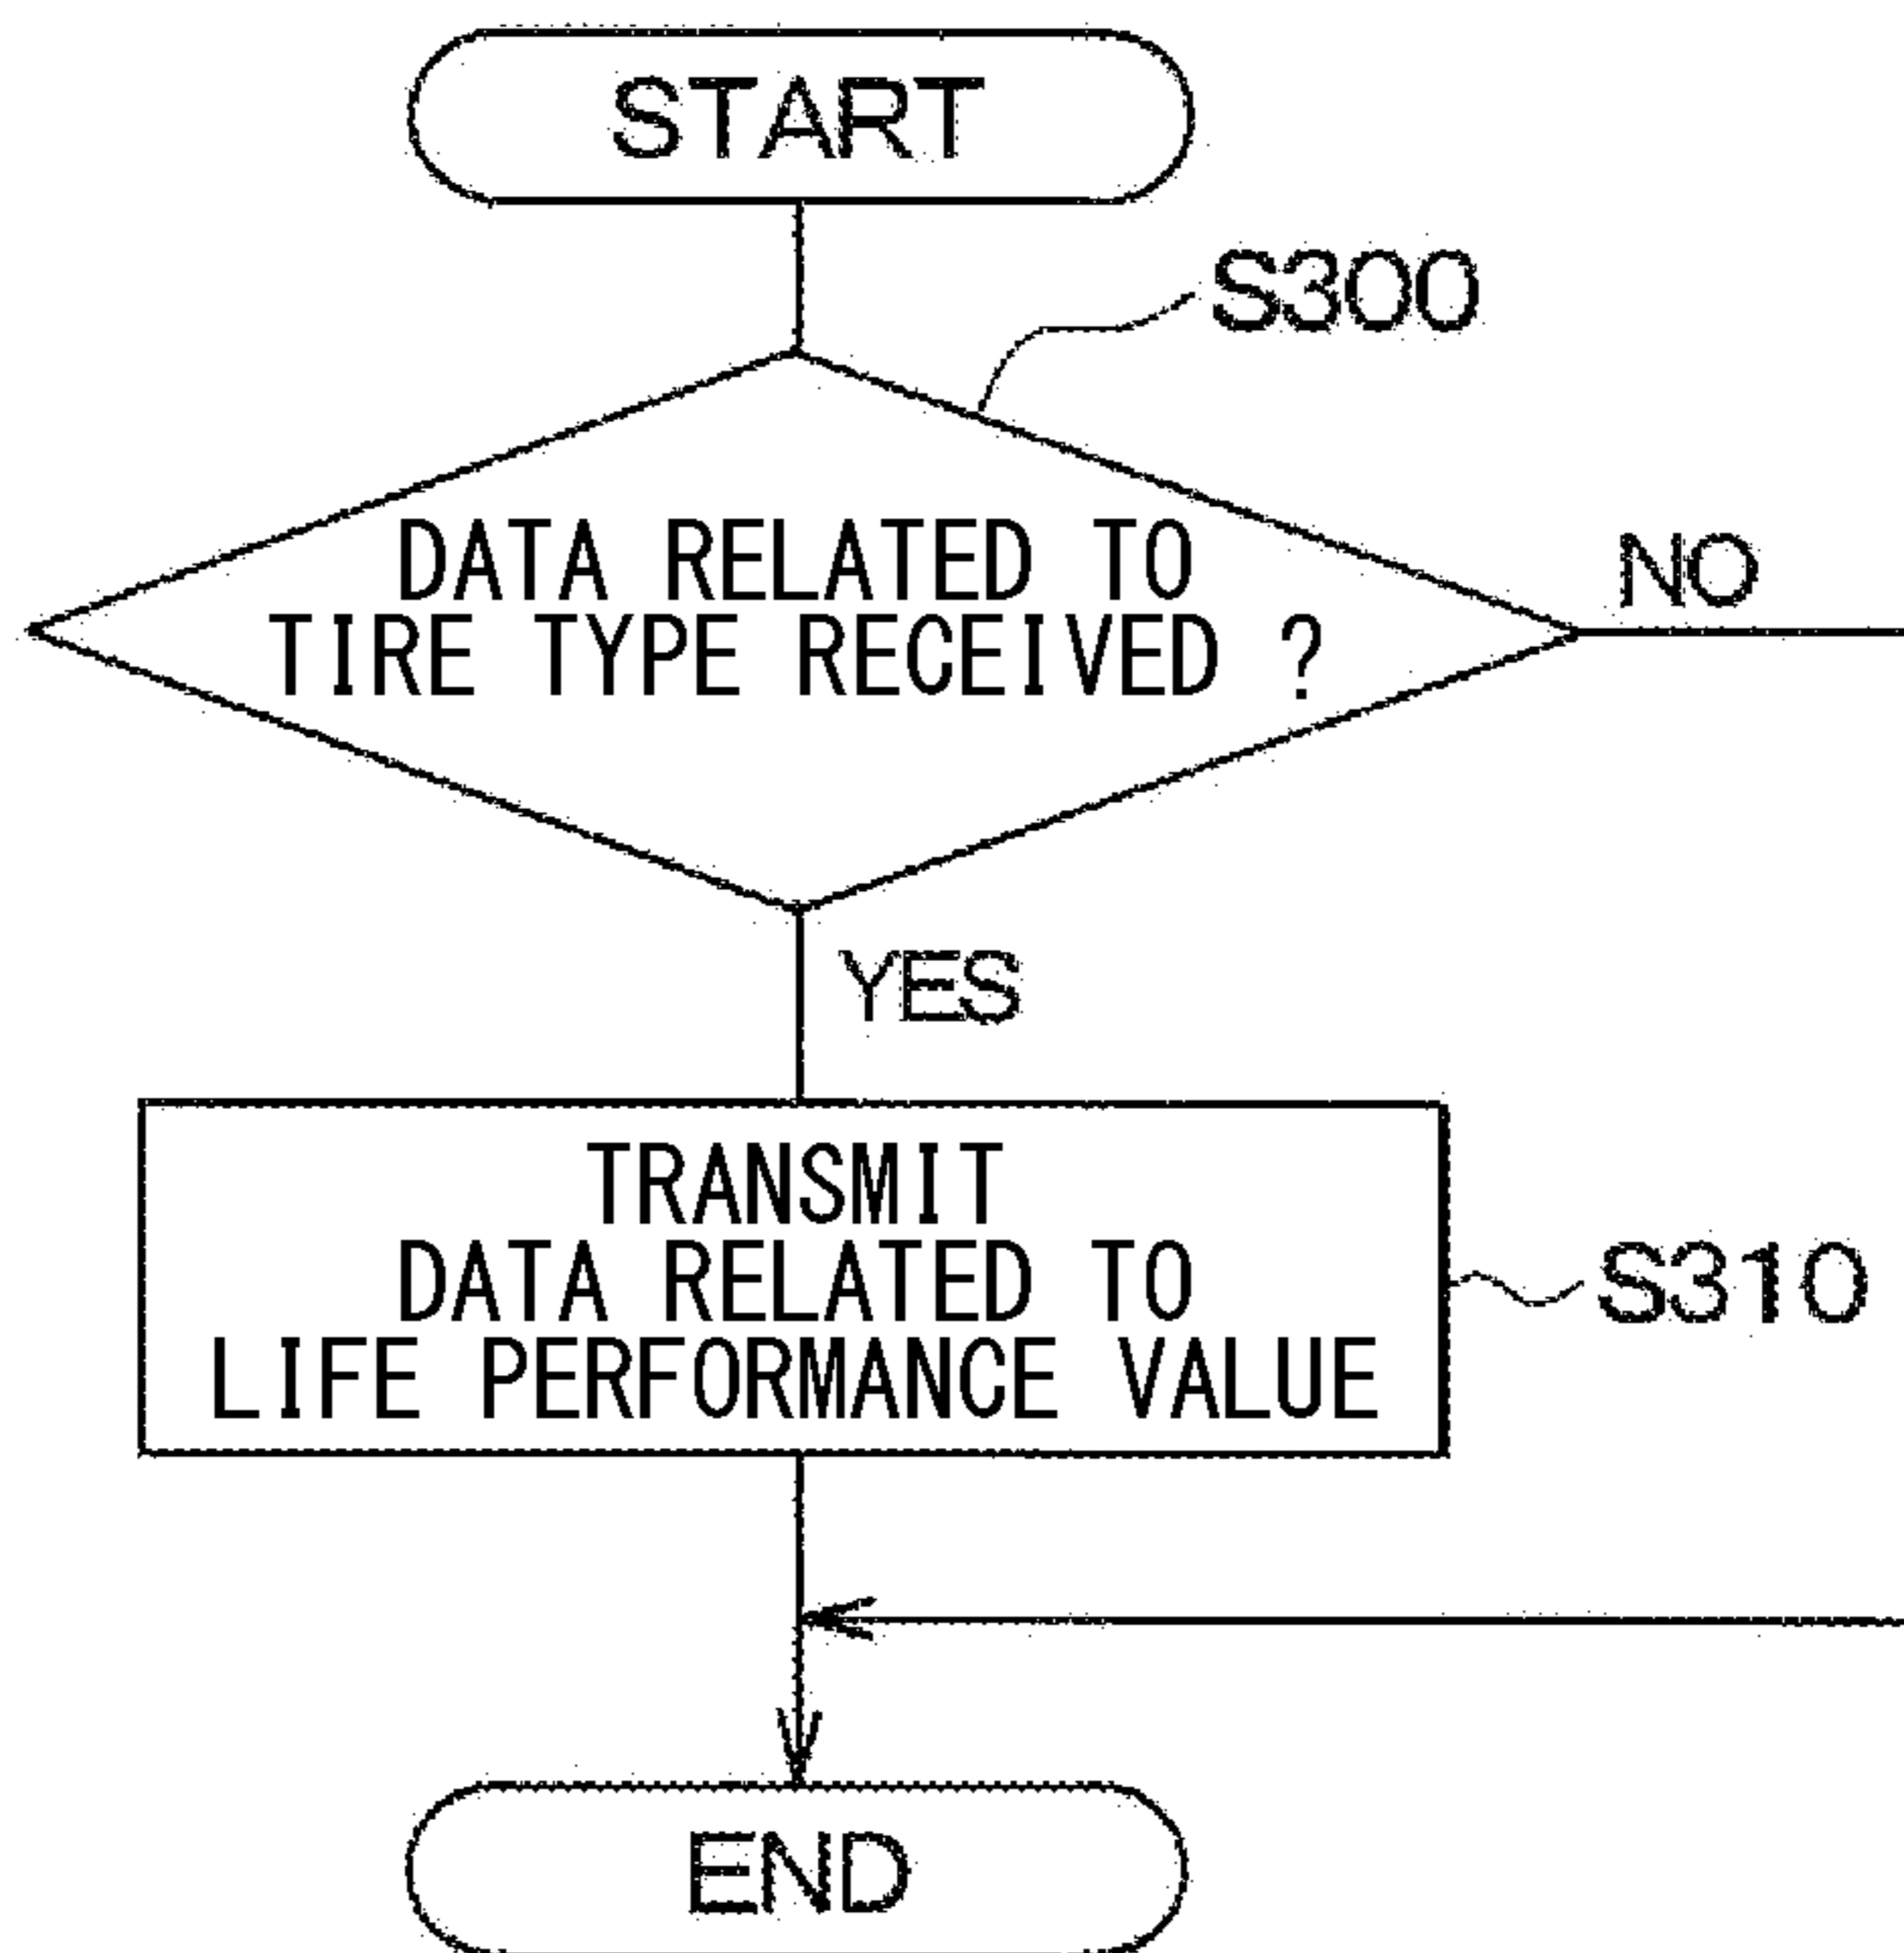 START
S300
DATA RELATED TO
TIRE TYPE RECEIVED ?
NO
YES
TRANSMIT
DATA RELATED TO
LIFE PERFORMANCE VALUE
S310
END